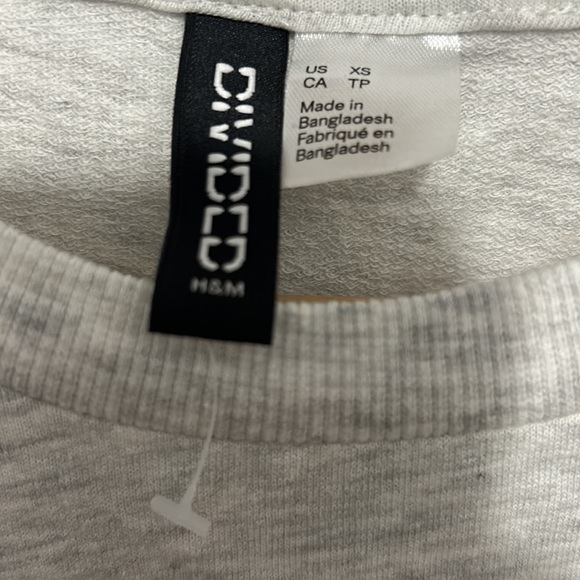 DIVIDED
H&M
US XS
CA TP
Made in
Bangladesh
Fabriqué en
Bangladesh